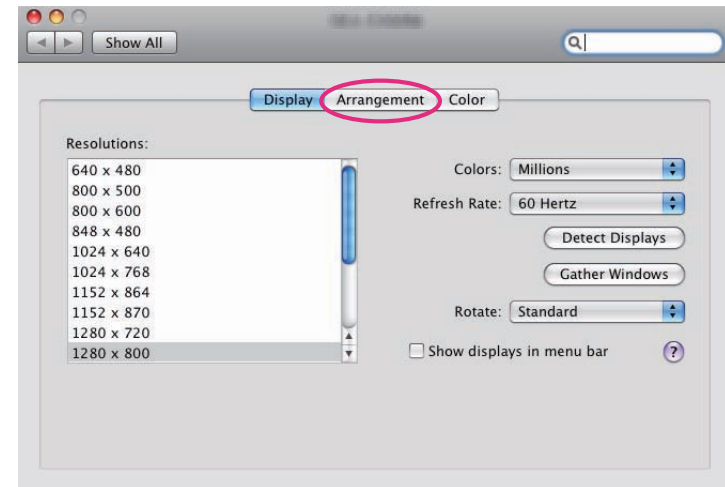 Show All
Display Arrangement Color
Resolutions:
640 x 480
800 x 500
800 x 600
848 x 480
1024 x 640
1024 x 768
1152 x 864
1152 x 870
1280 x 720
1280 x 800
Colors: Millions
Refresh Rate: 60 Hertz
Detect Displays
Gather Windows
Rotate: Standard
Show displays in menu bar ?